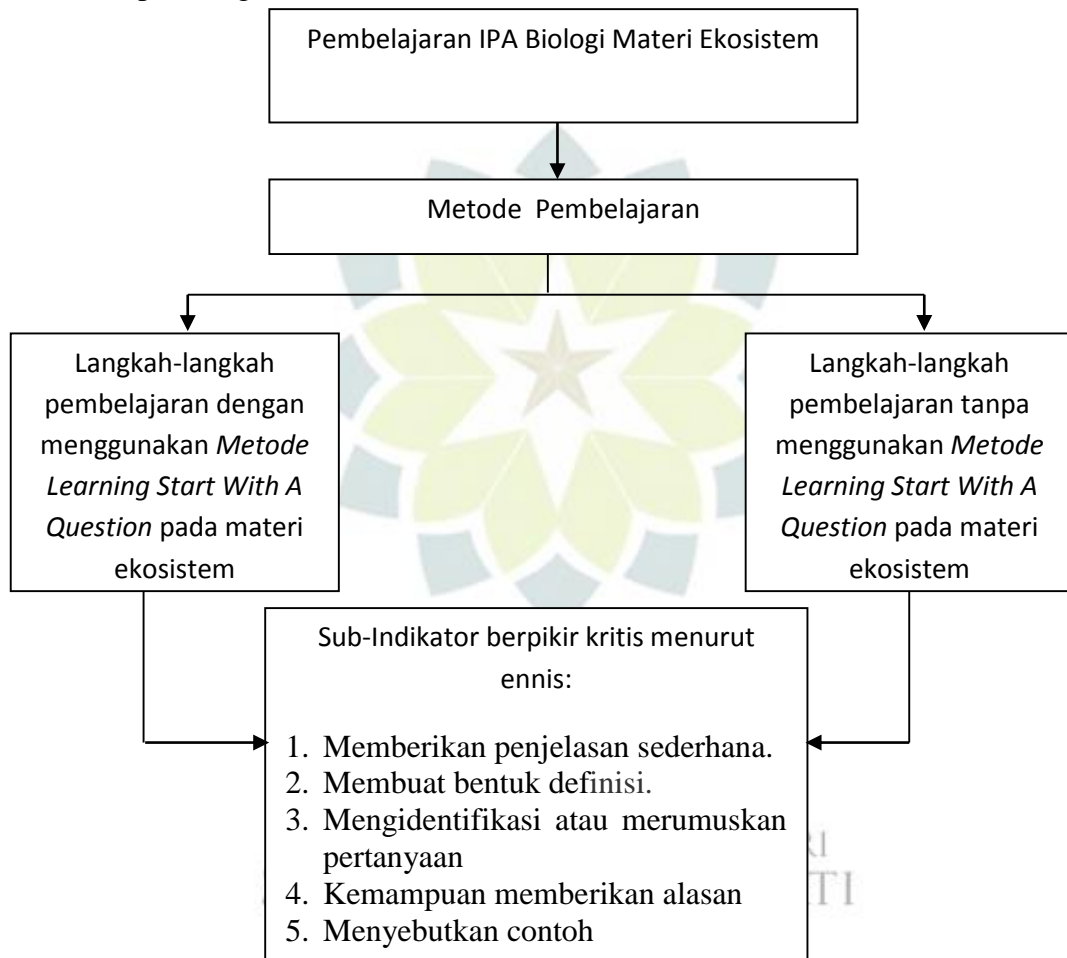 Pembelajaran IPA Biologi Materi Ekosistem
Metode Pembelajaran
Langkah-langkah
pembelajaran dengan
menggunakan Metode
Learning Start With A
Question pada materi
ekosistem
Langkah-langkah
pembelajaran tanpa
menggunakan Metode
Learning Start With A
Question pada materi
ekosistem
Sub-Indikator berpikir kritis menurut
ennis:
1. Memberikan penjelasan sederhana.
2. Membuat bentuk definisi.
3. Mengidentifikasi atau merumuskan
pertanyaan
4. Kemampuan memberikan alasan
5. Menyebutkan contoh